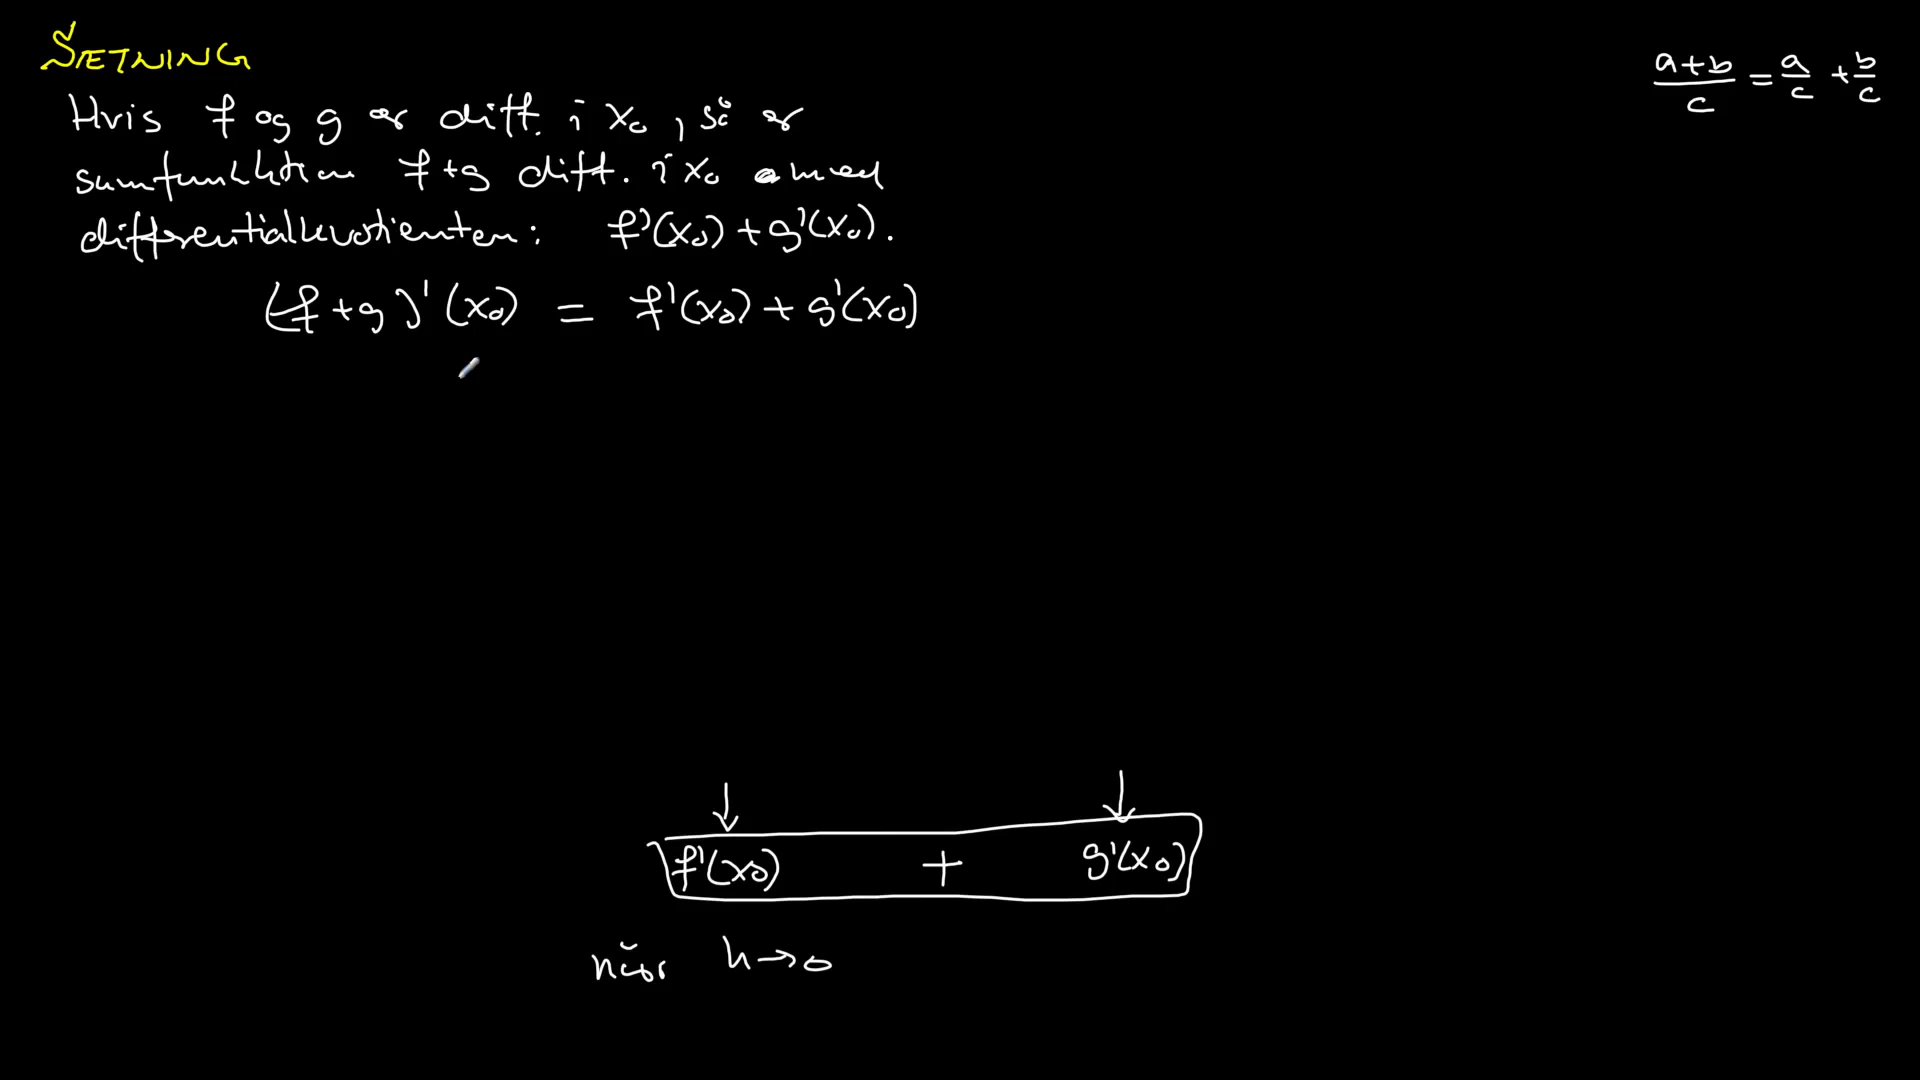 SÆTNING
Hvis f og g er diff. i x₀, så er
sumfunktion f+g diff. i x₀ med
differentialkvotienten: f'(x₀)+g'(x₀).
(f+g)'(x₀) = f'(x₀)+g'(x₀)
(a+b)/c = a/c + b/c
↓ ↓
f'(x₀) + g'(x₀)
når h→0